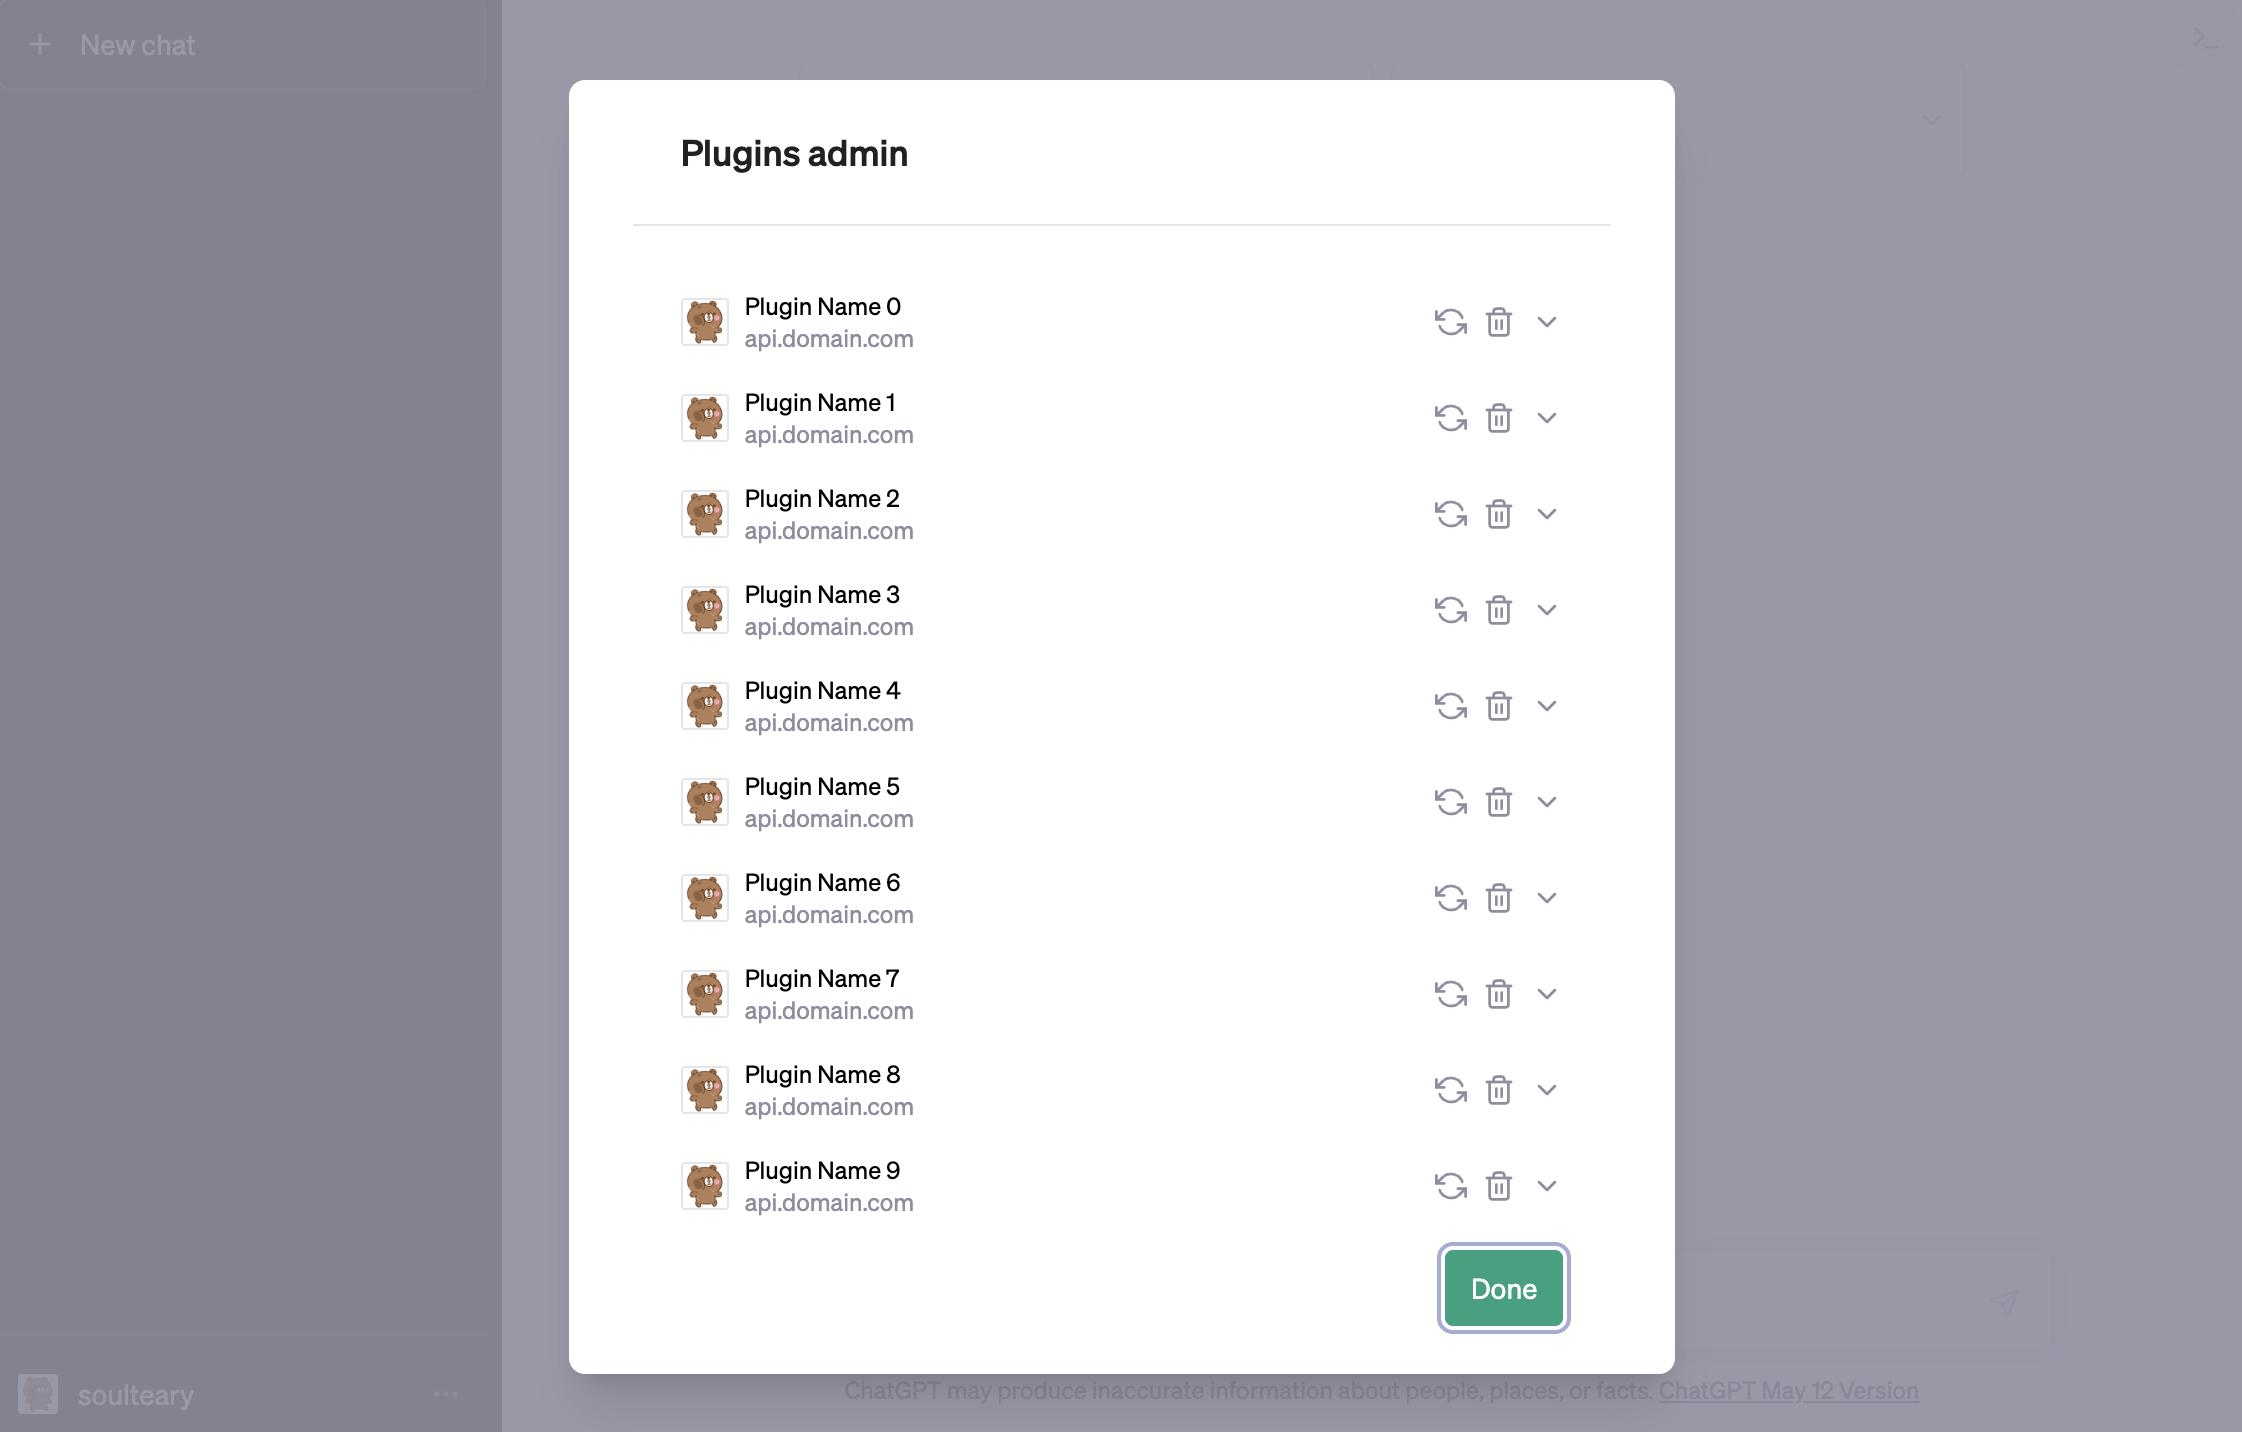 New chat
Plugins admin
Plugin Name 0
api.domain.com
Plugin Name 1
api.domain.com
Plugin Name 2
api.domain.com
Plugin Name 3
api.domain.com
Plugin Name 4
api.domain.com
Plugin Name 5
api.domain.com
Plugin Name 6
api.domain.com
Plugin Name 7
api.domain.com
Plugin Name 8
api.domain.com
Plugin Name 9
api.domain.com
Done
soulteary
ChatGPT may produce inaccurate information about people, places, or facts. ChatGPT May 12 Version